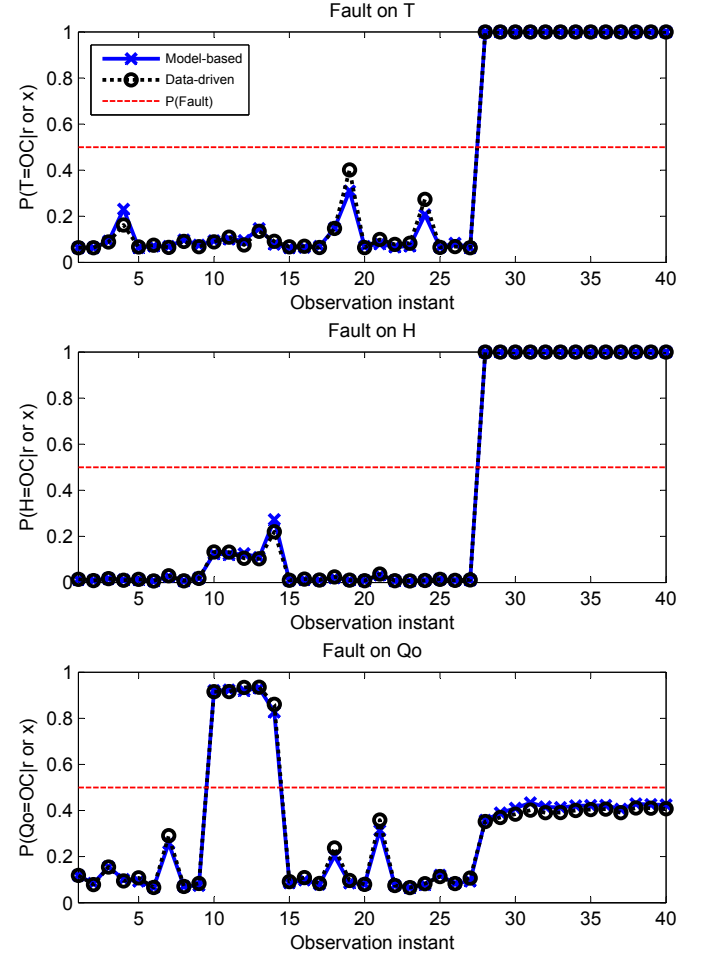 Fault on T
1
0.8
0.6
0.4
0.2
0
P(T=OC|r or x)
Model-based
Data-driven
P(Fault)
5 10 15 20 25 30 35 40
Observation instant
Fault on H
1
0.8
0.6
0.4
0.2
0
P(H=OC|r or x)
5 10 15 20 25 30 35 40
Observation instant
Fault on Qo
1
0.8
0.6
0.4
0.2
0
P(Qo=OC|r or x)
5 10 15 20 25 30 35 40
Observation instant